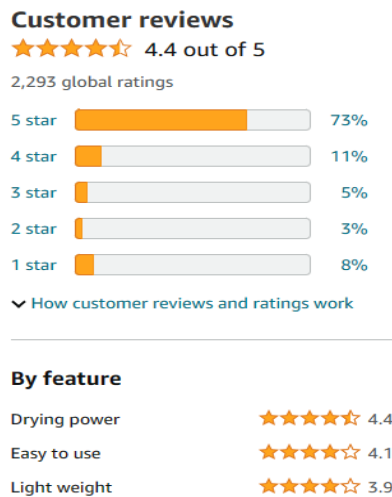 Customer reviews
4.4 out of 5
2,293 global ratings
5 star 73%
4 star 11%
3 star 5%
2 star 3%
1 star 8%
How customer reviews and ratings work
By feature
Drying power 4.4
Easy to use 4.1
Light weight 3.9